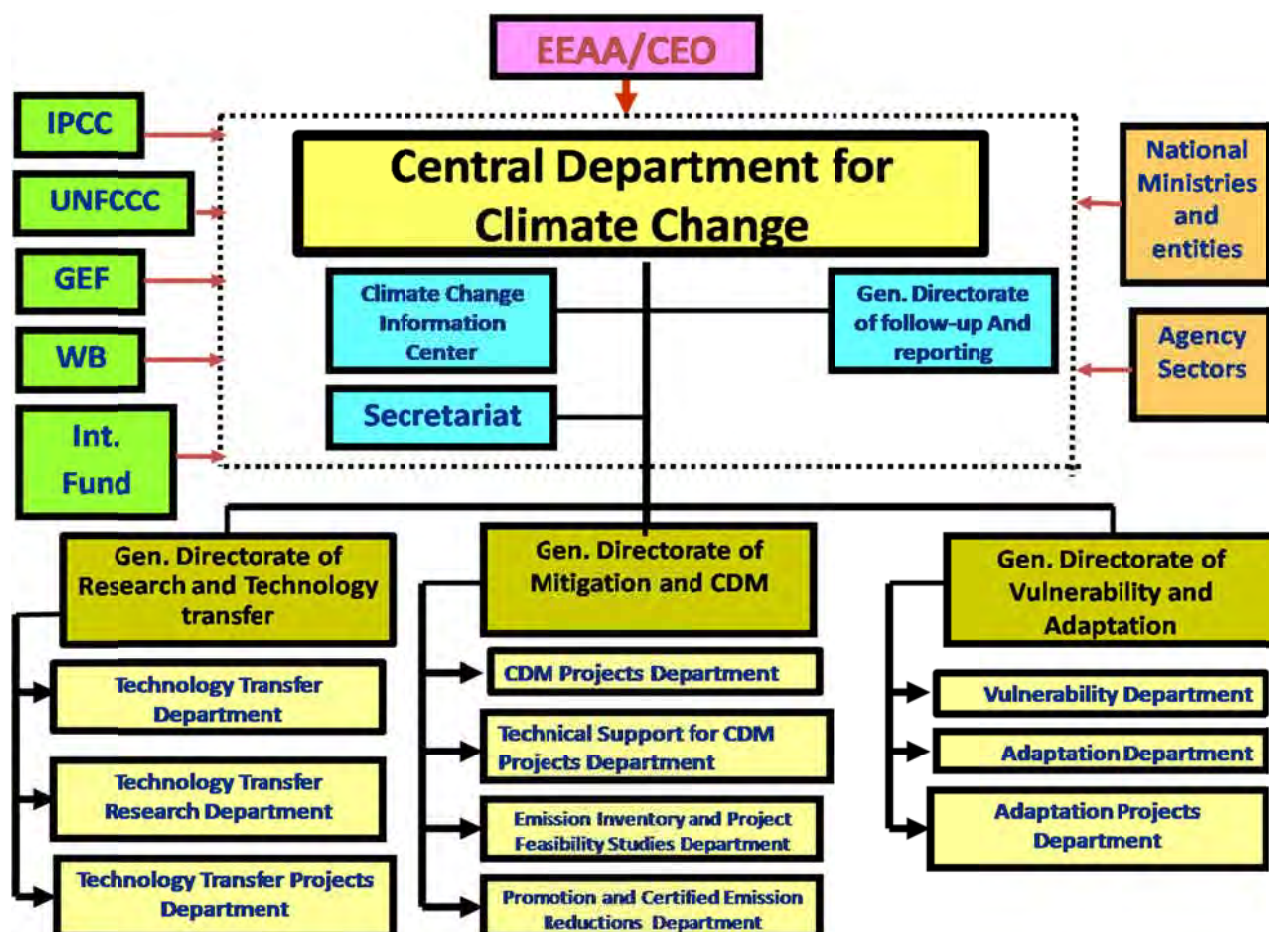 EEAA/CEO
IPCC
UNFCCC
GEF
WB
Int.
Fund
Central Department for
Climate Change
National
Ministries
and
entities
Agency
Sectors
Climate Change
Information
Center
Gen. Directorate
of follow-up And
reporting
Secretariat
Gen. Directorate of
Research and Technology
transfer
Technology Transfer
Department
Technology Transfer
Research Department
Technology Transfer Projects
Department
Gen. Directorate of
Mitigation and CDM
CDM Projects Department
Technical Support for CDM
Projects Department
Emission Inventory and Project
Feasibility Studies Department
Promotion and Certified Emission
Reductions Department
Gen. Directorate of
Vulnerability and
Adaptation
Vulnerability Department
Adaptation Department
Adaptation Projects
Department